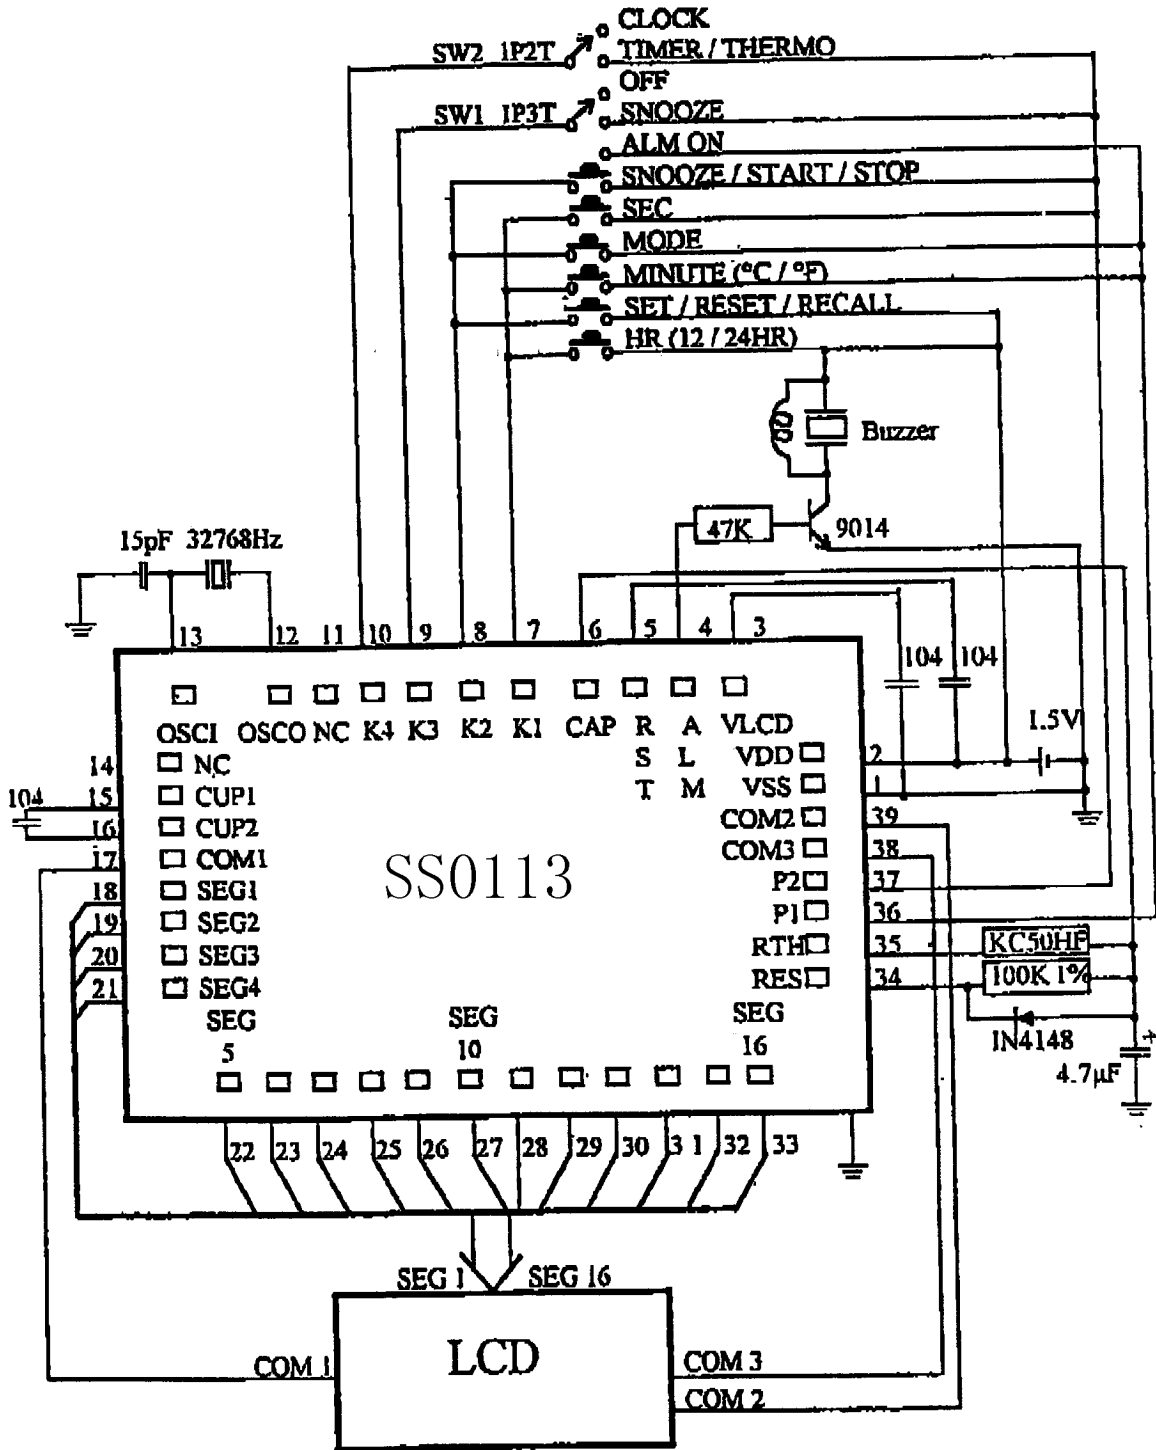 CLOCK
SW2 1P2T TIMER / THERMO
OFF
SW1 1P3T SNOOZE
ALM ON
SNOOZE / START / STOP
SEC
MODE
MINUTE (°C / °F)
SET / RESET / RECALL
HR (12 / 24HR)
Buzzer
47K 9014
15pF 32768Hz
13 12 11 10 9 8 7 6 5 4 3
104 104
OSCI OSCO NC K4 K3 K2 K1 CAP RST ALM VLCD
1.5V
14 NC VDD 2
104 15 CUP1 VSS 1
16 CUP2 COM2 39
17 COM1 COM3 38
SS0113
18 SEG1 P2 37
19 SEG2 P1 36
20 SEG3 RTH 35 KC50HF
21 SEG4 RES 34 100K 1%
SEG SEG SEG
5 10 16
IN4148
4.7µF +
22 23 24 25 26 27 28 29 30 31 32 33
SEG 1 SEG 16
LCD
COM 1 COM 3
COM 2